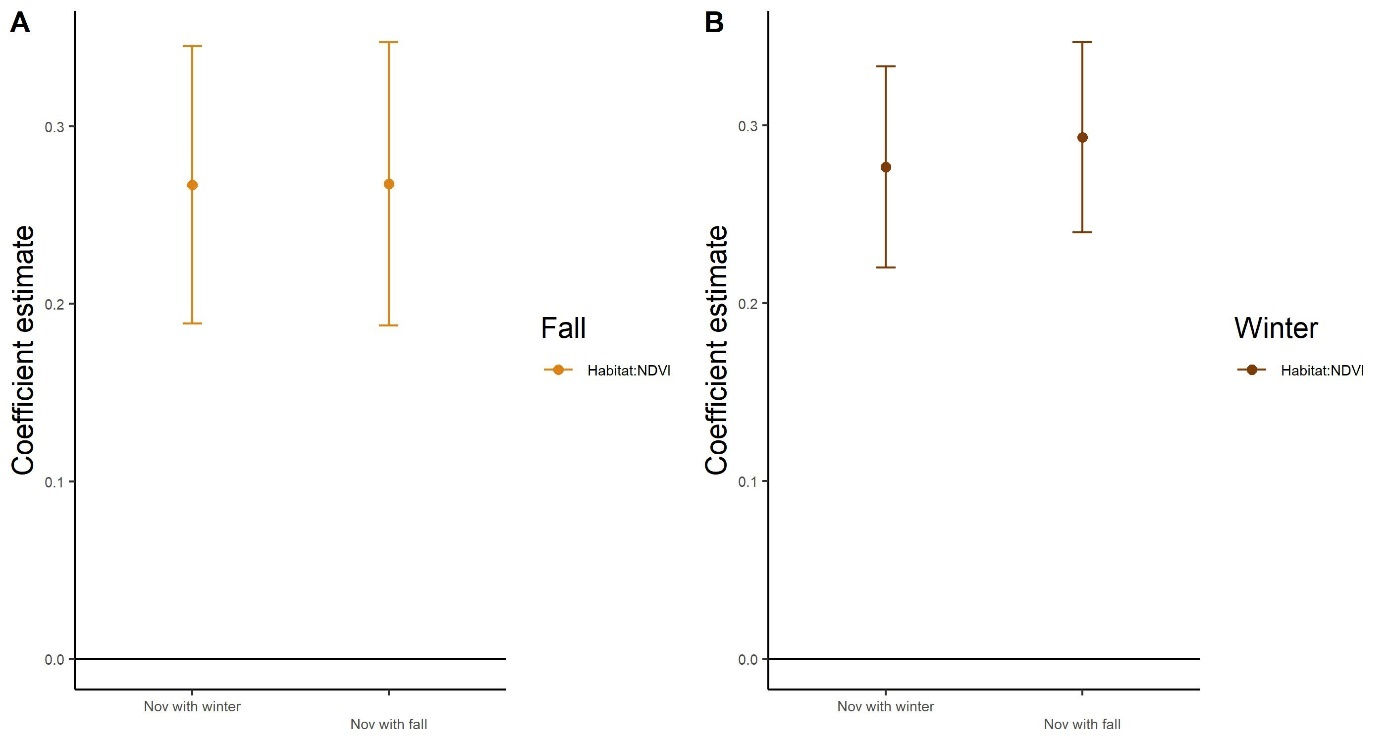 A
Coefficient estimate
0.3
0.2
0.1
0.0
Nov with winter
Nov with fall
Fall
Habitat:NDVI
B
Coefficient estimate
0.3
0.2
0.1
0.0
Nov with winter
Nov with fall
Winter
Habitat:NDVI